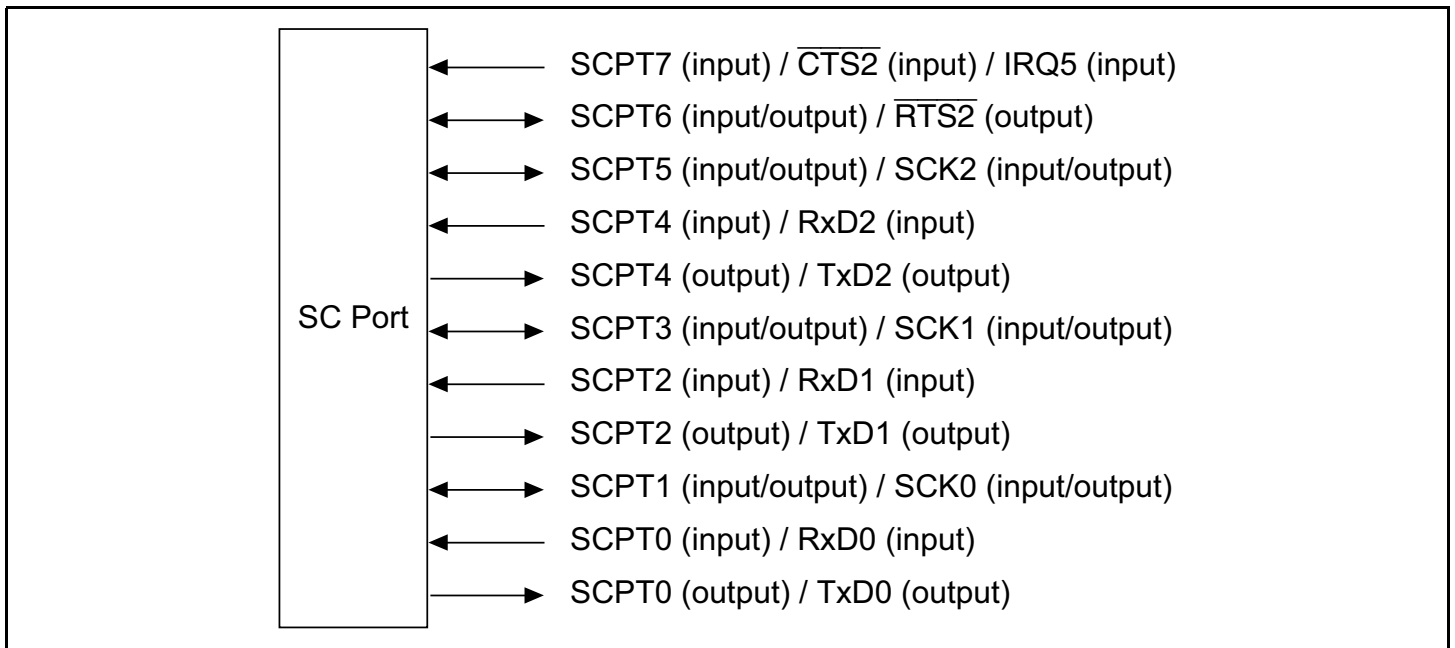 SCPT7 (input) / C̅T̅S̅2̅ (input) / IRQ5 (input)
SCPT6 (input/output) / R̅T̅S̅2̅ (output)
SCPT5 (input/output) / SCK2 (input/output)
SCPT4 (input) / RxD2 (input)
SCPT4 (output) / TxD2 (output)
SC Port
SCPT3 (input/output) / SCK1 (input/output)
SCPT2 (input) / RxD1 (input)
SCPT2 (output) / TxD1 (output)
SCPT1 (input/output) / SCK0 (input/output)
SCPT0 (input) / RxD0 (input)
SCPT0 (output) / TxD0 (output)